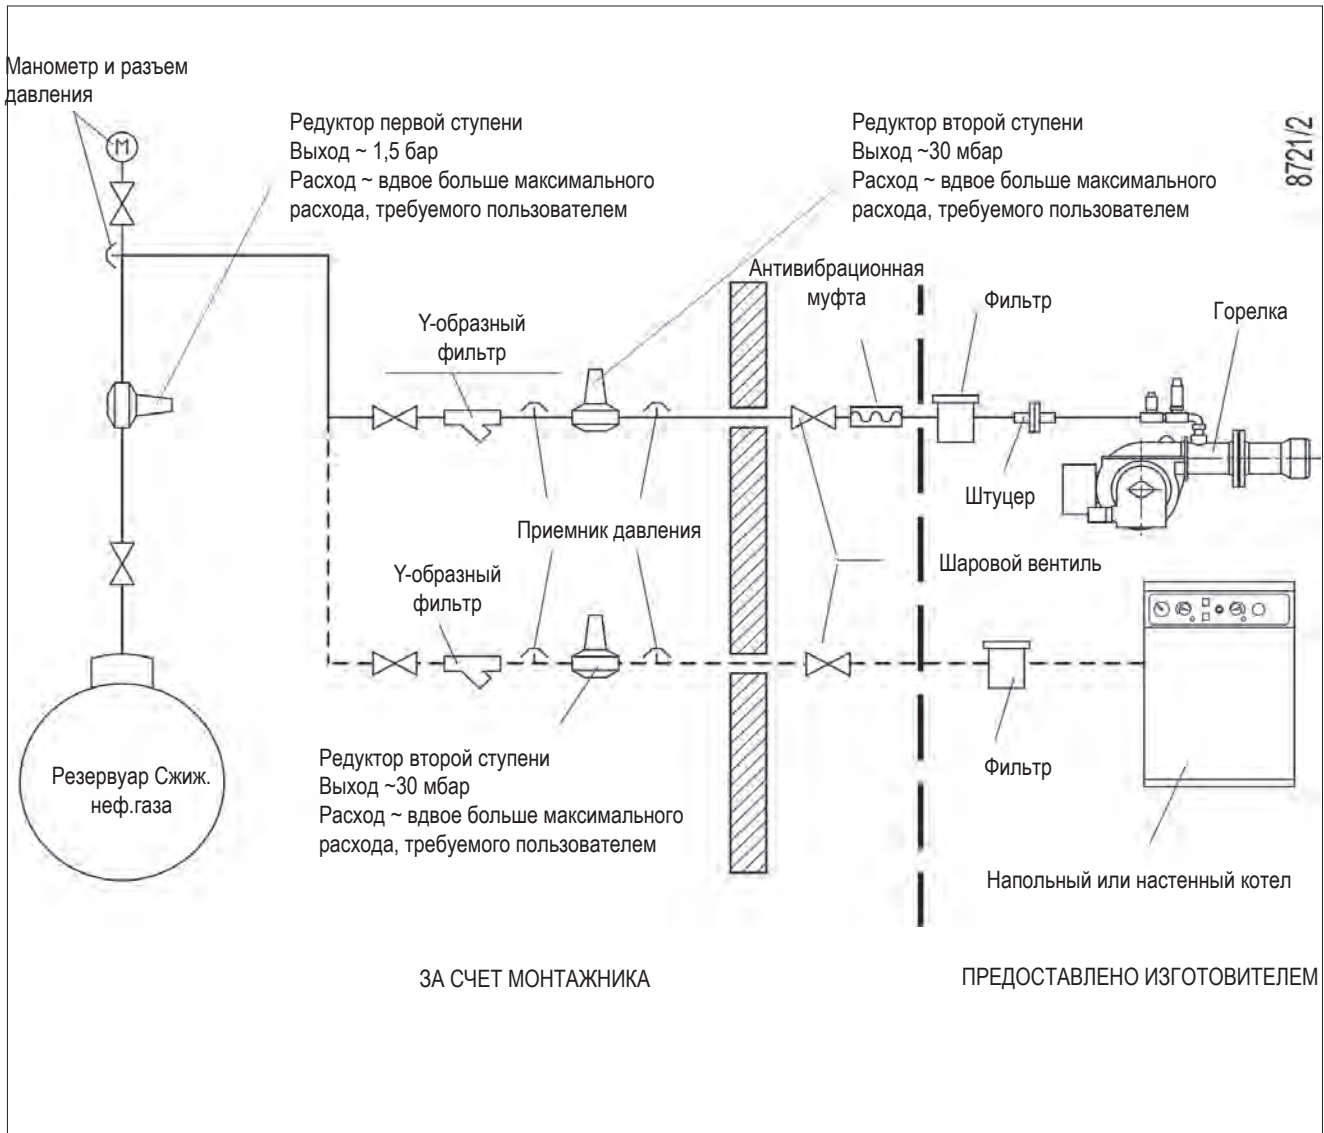 Манометр и разъем
давления
М
Редуктор первой ступени
Выход ~ 1,5 бар
Расход ~ вдвое больше максимального
расхода, требуемого пользователем
Редуктор второй ступени
Выход ~30 мбар
Расход ~ вдвое больше максимального
расхода, требуемого пользователем
8721/2
Антивибрационная
муфта
Y-образный
фильтр
Фильтр
Горелка
Штуцер
Приемник давления
Шаровой вентиль
Y-образный
фильтр
Резервуар Сжиж.
неф.газа
Редуктор второй ступени
Выход ~30 мбар
Расход ~ вдвое больше максимального
расхода, требуемого пользователем
Фильтр
Напольный или настенный котел
ЗА СЧЕТ МОНТАЖНИКА
ПРЕДОСТАВЛЕНО ИЗГОТОВИТЕЛЕМ